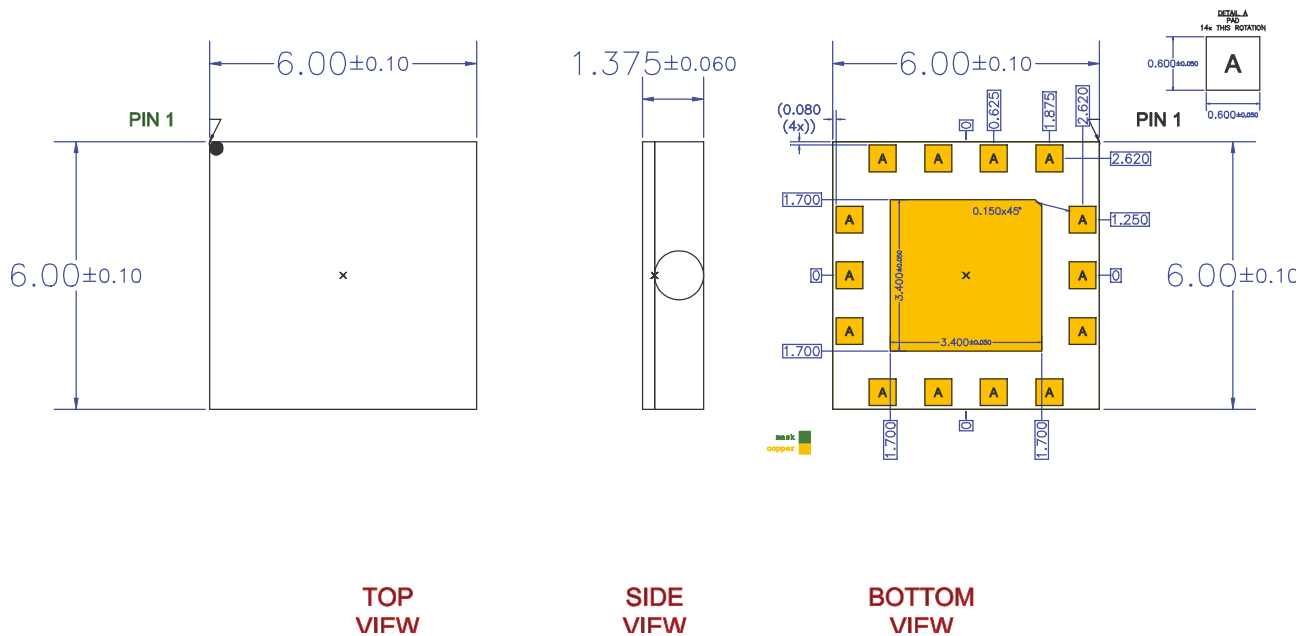 DETAIL A
PAD
14x THIS ROTATION
A
0.600±0.050
0.600±0.050
6.00±0.10
1.375±0.060
6.00±0.10
(0.080
(4x))
0
0.625
1.875
2.620
PIN 1
PIN 1
A
A
A
A
2.620
1.700
0.150x45°
A
A
1.250
6.00±0.10
3.400±0.050
0
A
A
0
6.00±0.10
A
A
1.700
3.400±0.050
A
A
A
A
1.700
0
1.700
mask
copper
TOP
VIEW
SIDE
VIEW
BOTTOM
VIEW